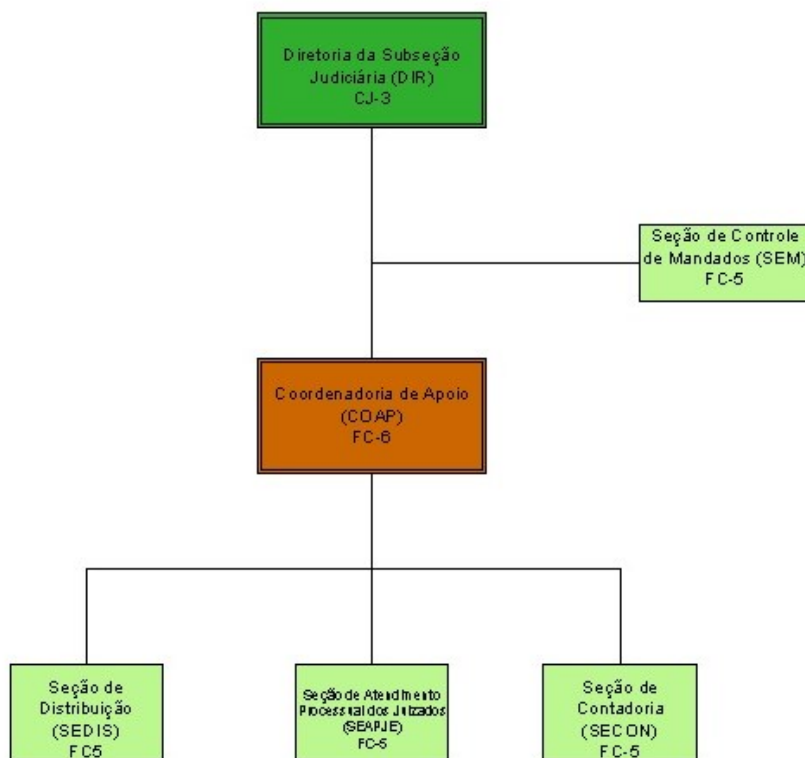 Diretoria da Subseção
Judiciária (DIR)
CJ-3
Seção de Controle
de Mandados (SEM)
FC-5
Coordenadoria de Apoio
(COAP)
FC-6
Seção de
Distribuição
(SEDIS)
FC5
Seção de Atendimento
Processual dos Juizados
(SEAPJE)
FC-5
Seção de
Contadoria
(SECON)
FC-5